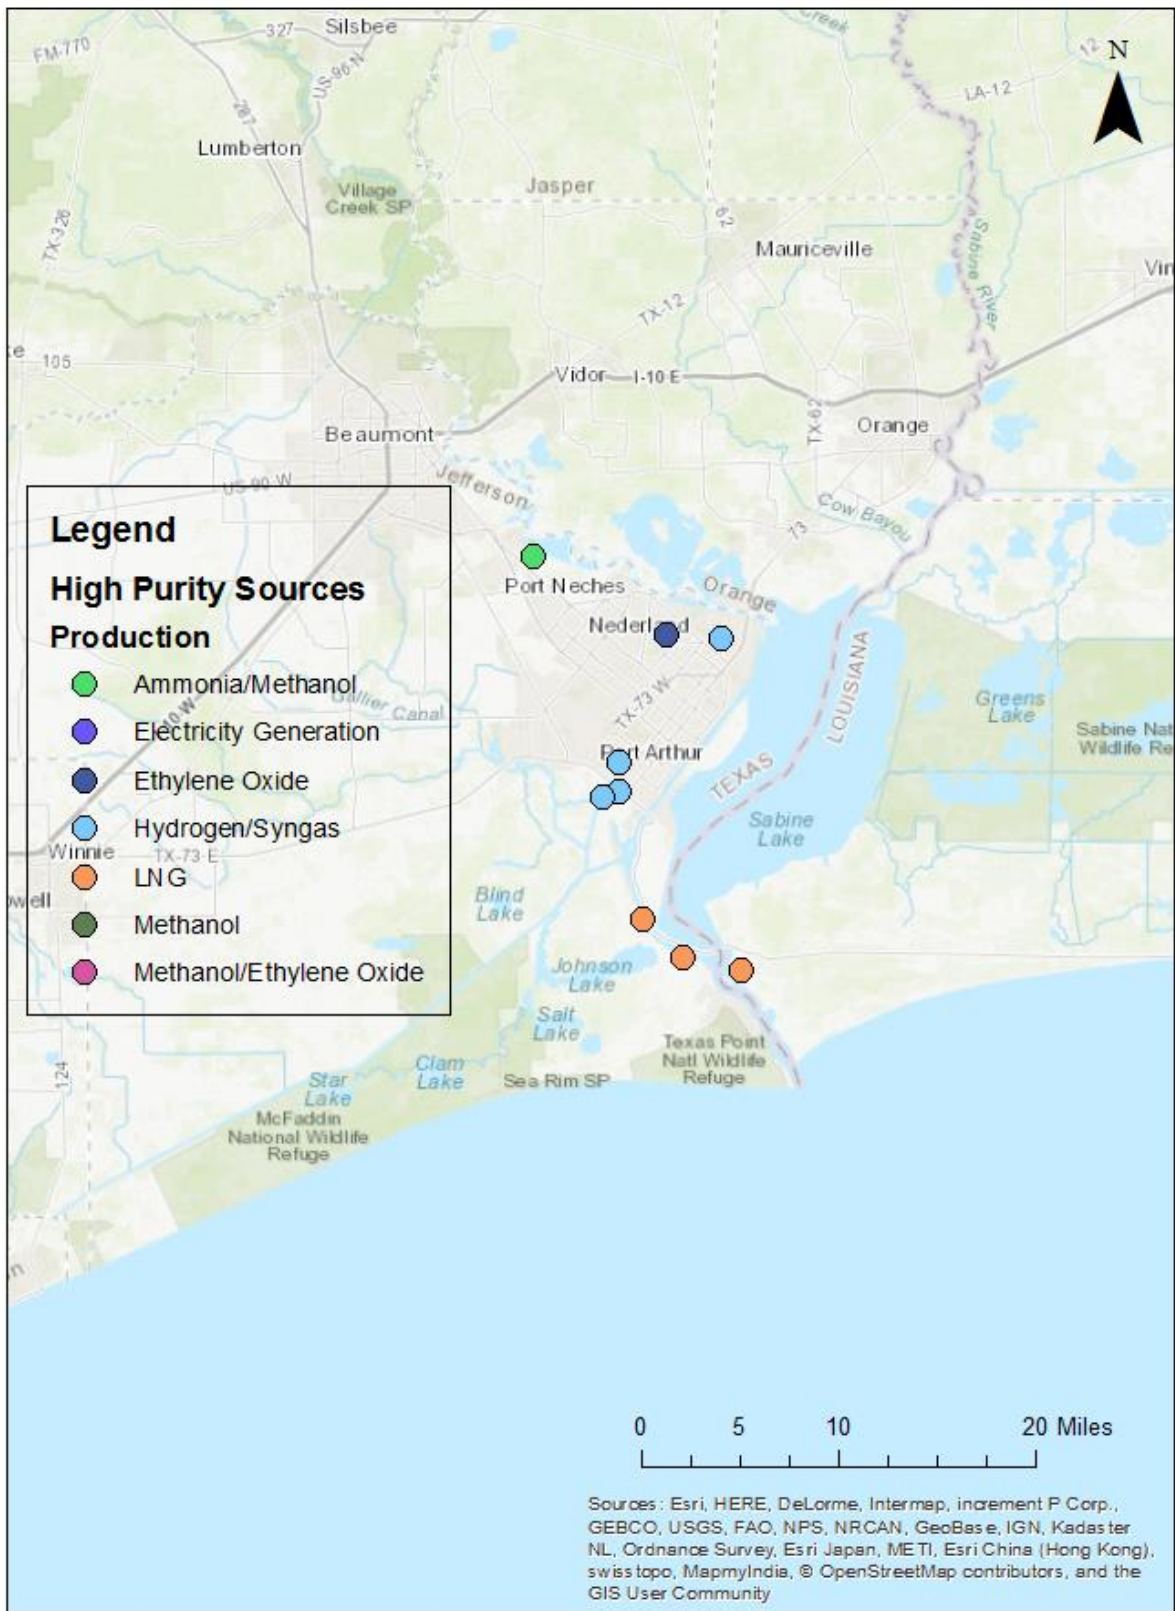 Silsbee
327
Creek
FM-770
US-96 N
12
N
LA-12
287
Lumberton
Village
Creek SP
Jasper
TX-326
62
Mauriceville
Sabine River
Vin
TX-12
ke
105
Vidor
I-10 E
TX-62
Orange
Beaumont
US-90 W
Jefferson
Cow Bayou
73
Legend
High Purity Sources
Production
Ammonia/Methanol
Electricity Generation
Ethylene Oxide
Hydrogen/Syngas
LNG
Methanol
Methanol/Ethylene Oxide
Port Neches
Orange
Nederland
LOUISIANA
Gallier Canal
I-10 W
TX-73 W
Greens
Lake
Sabine Nat
Wildlife Re
Port Arthur
TEXAS
Sabine
Lake
Winnie
TX-73 E
owell
Blind
Lake
Johnson
Lake
Salt
Lake
Texas Point
Natl Wildlife
Refuge
Clam
Lake
Sea Rim SP
124
Star
Lake
McFaddin
National Wildlife
Refuge
0 5 10 20 Miles
Sources: Esri, HERE, DeLorme, Intermap, increment P Corp.,
GEBCO, USGS, FAO, NPS, NRCAN, GeoBase, IGN, Kadaster
NL, Ordnance Survey, Esri Japan, METI, Esri China (Hong Kong),
swisstopo, MapmyIndia, © OpenStreetMap contributors, and the
GIS User Community